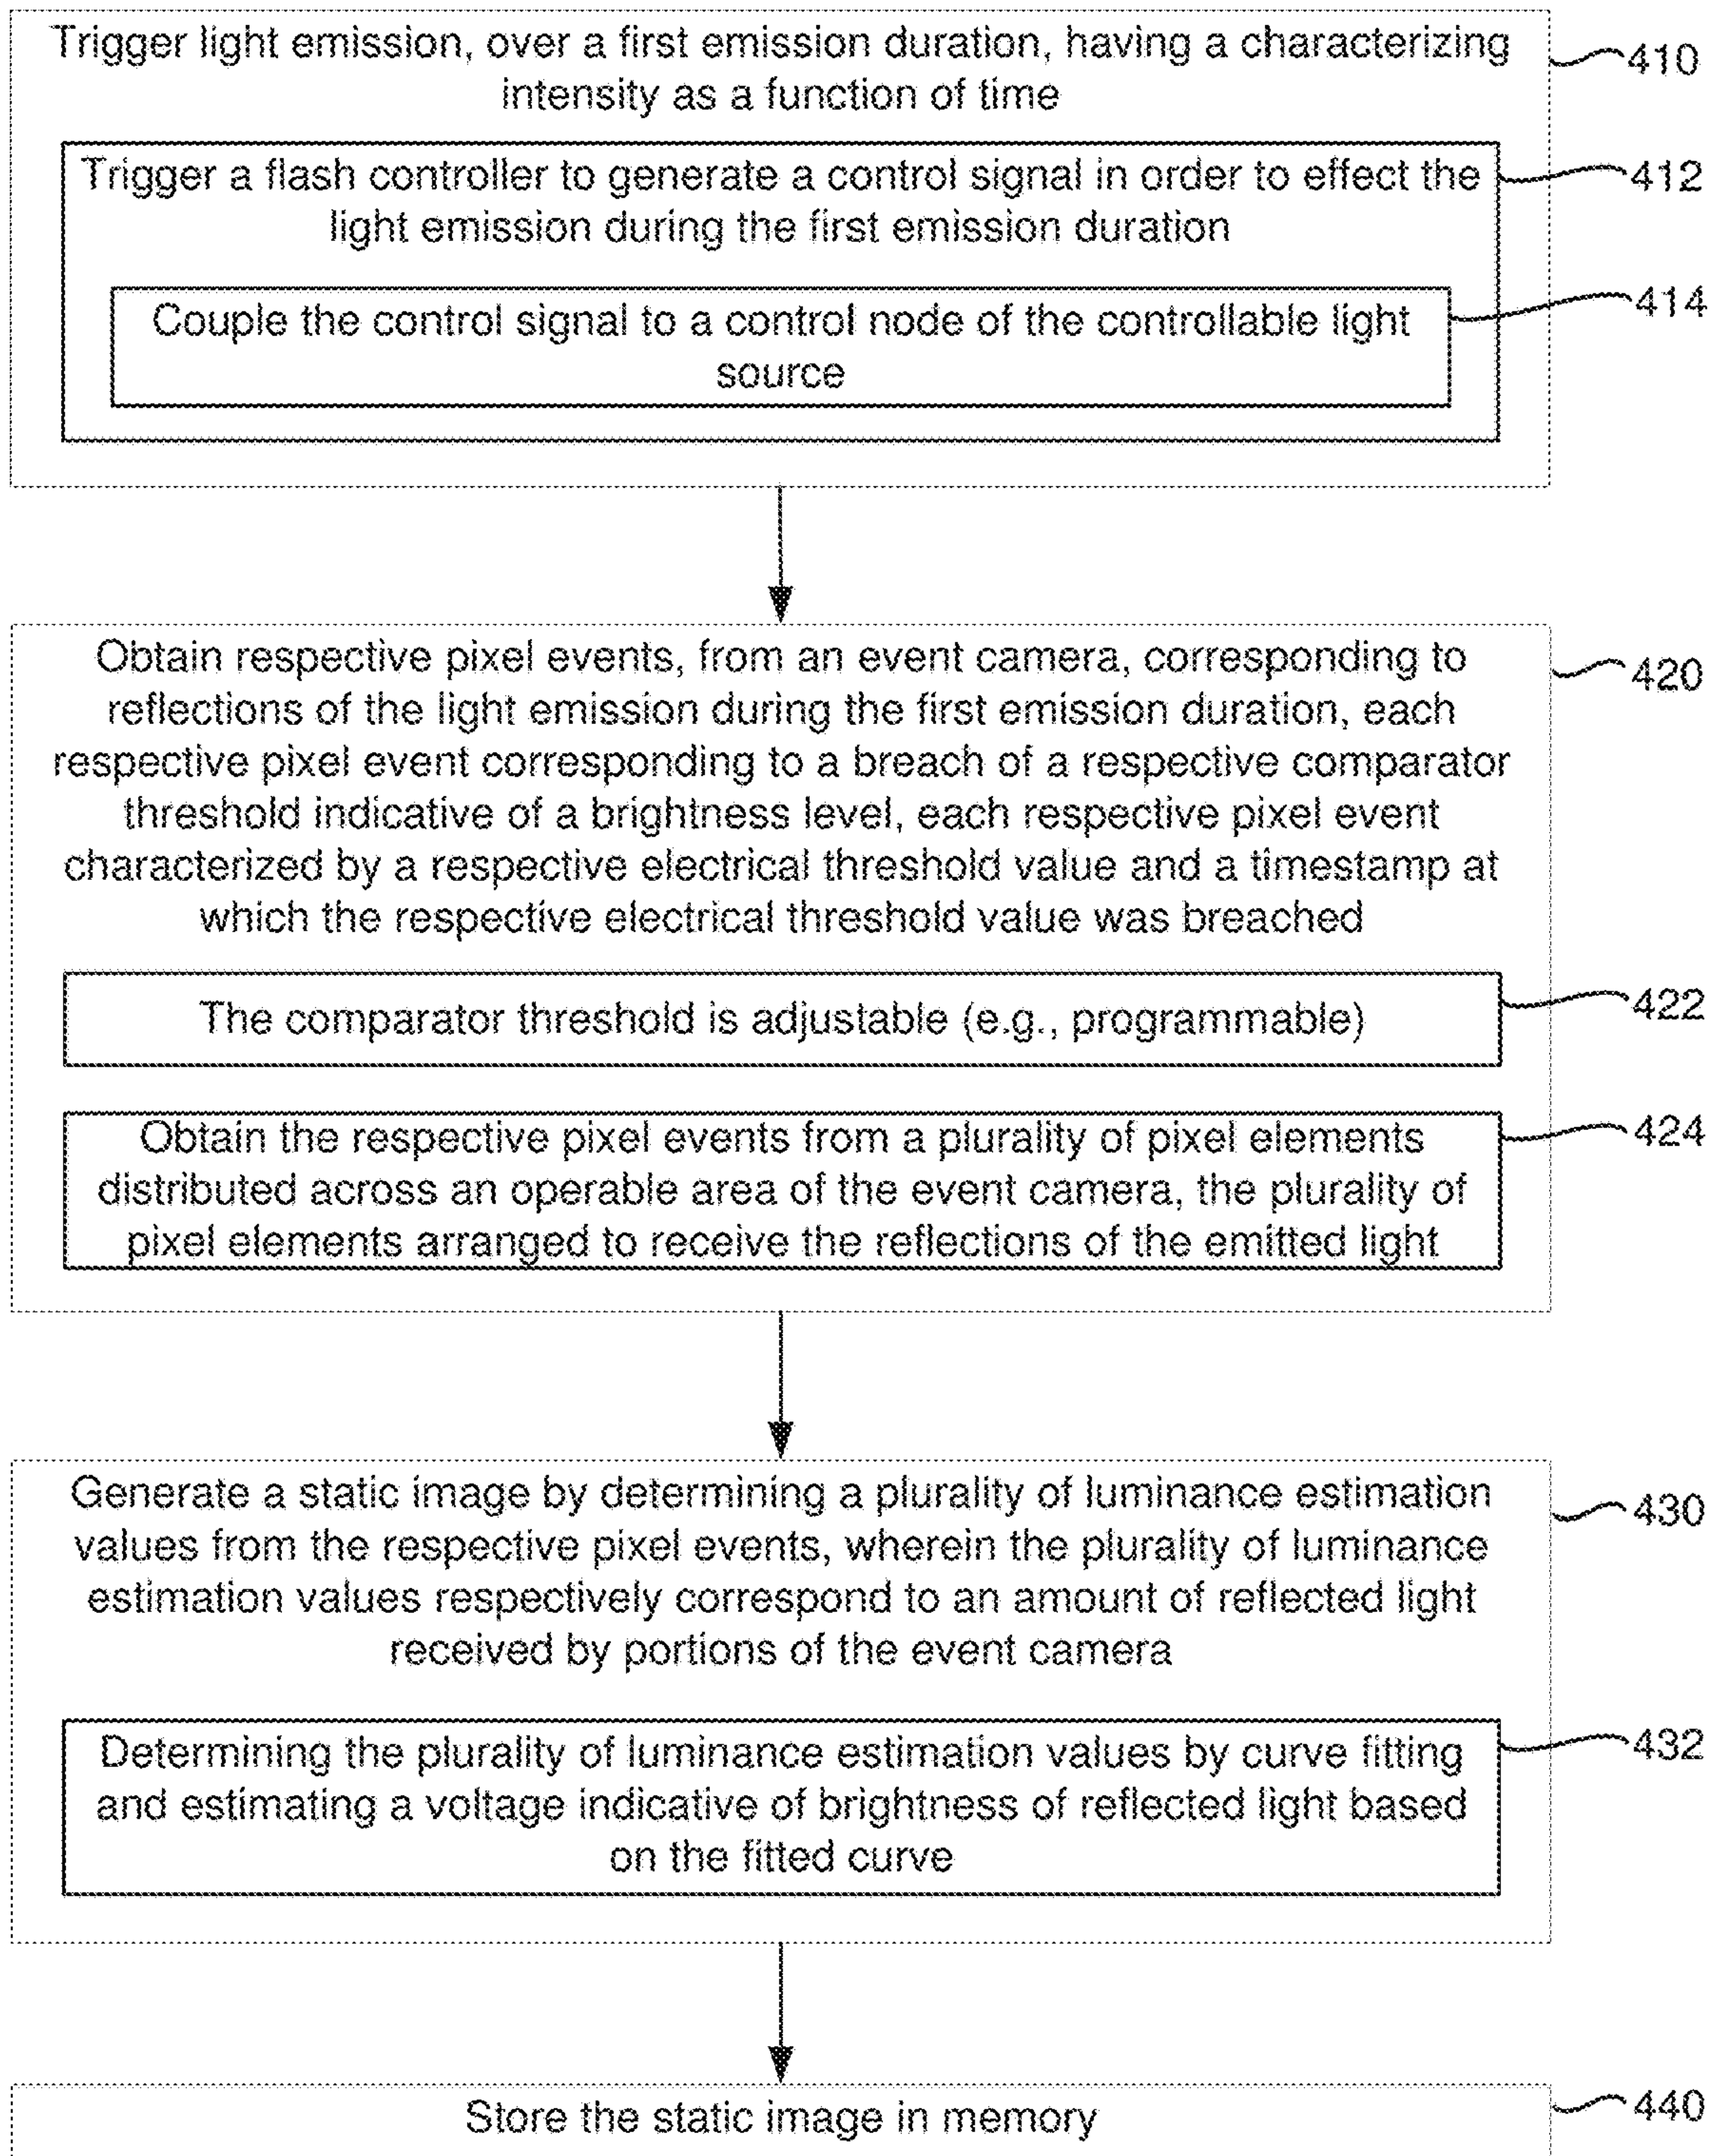 Trigger light emission, over a first emission duration, having a characterizing
intensity as a function of time
410
Trigger a flash controller to generate a control signal in order to effect the
light emission during the first emission duration
412
Couple the control signal to a control node of the controllable light
source
414
Obtain respective pixel events, from an event camera, corresponding to
reflections of the light emission during the first emission duration, each
respective pixel event corresponding to a breach of a respective comparator
threshold indicative of a brightness level, each respective pixel event
characterized by a respective electrical threshold value and a timestamp at
which the respective electrical threshold value was breached
420
The comparator threshold is adjustable (e.g., programmable)
422
Obtain the respective pixel events from a plurality of pixel elements
distributed across an operable area of the event camera, the plurality of
pixel elements arranged to receive the reflections of the emitted light
424
Generate a static image by determining a plurality of luminance estimation
values from the respective pixel events, wherein the plurality of luminance
estimation values respectively correspond to an amount of reflected light
received by portions of the event camera
430
Determining the plurality of luminance estimation values by curve fitting
and estimating a voltage indicative of brightness of reflected light based
on the fitted curve
432
Store the static image in memory
440